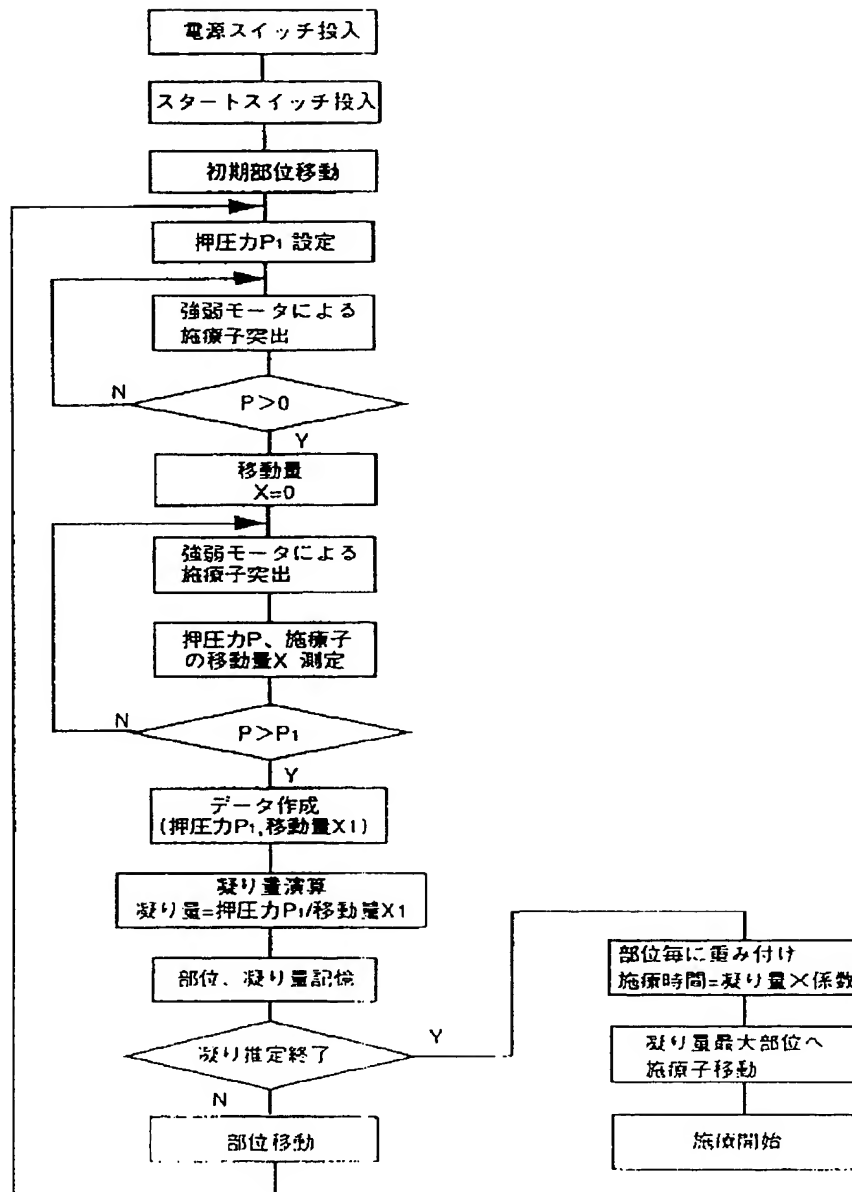 電源スイッチ投入
スタートスイッチ投入
初期部位移動
押圧力P1 設定
強弱モータによる
施療子突出
N
P>0
Y
移動量
X=0
強弱モータによる
施療子突出
押圧力P、施療子
の移動量X 測定
N
P>P1
Y
データ作成
(押圧力P1,移動量X1)
凝り量演算
凝り量=押圧力P1/移動量X1
部位、凝り量記憶
凝り推定終了
Y
N
部位移動
部位毎に重み付け
施療時間=凝り量×係数
凝り量最大部位へ
施療子移動
施療開始